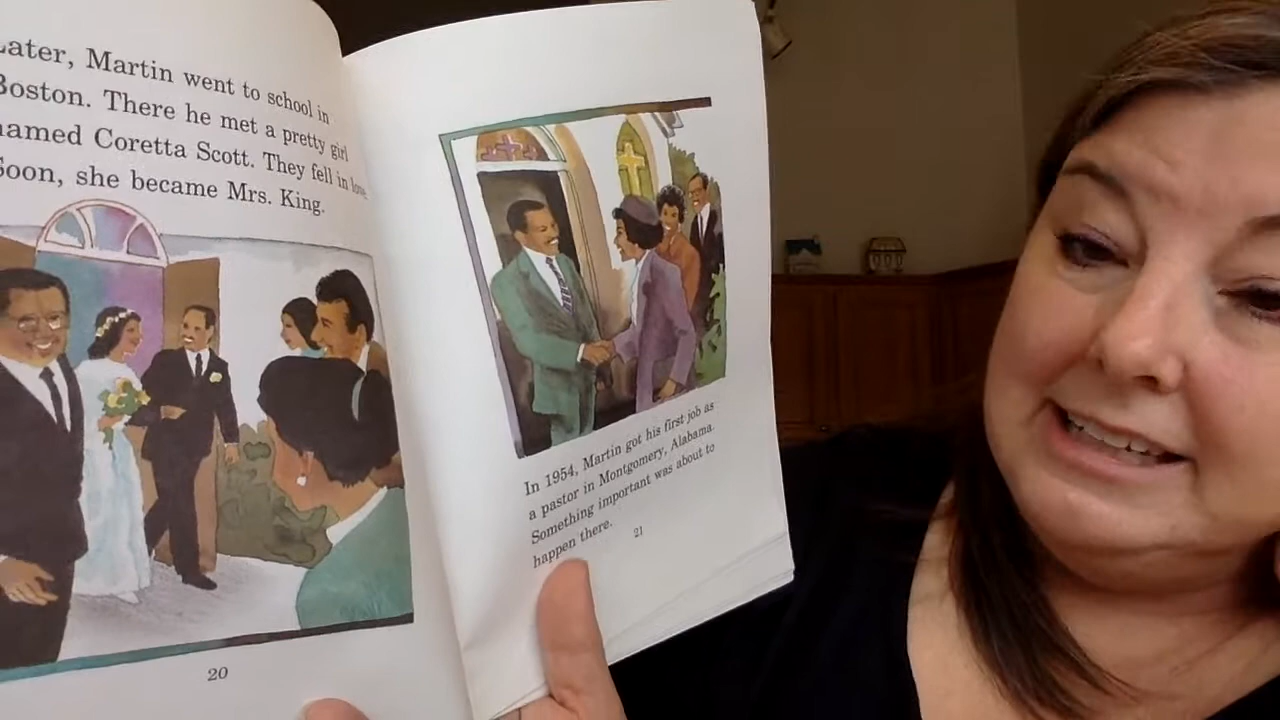 Later, Martin went to school in
Boston. There he met a pretty girl
named Coretta Scott. They fell in love.
Soon, she became Mrs. King.
20
In 1954, Martin got his first job as
a pastor in Montgomery, Alabama.
Something important was about to
happen there.
21